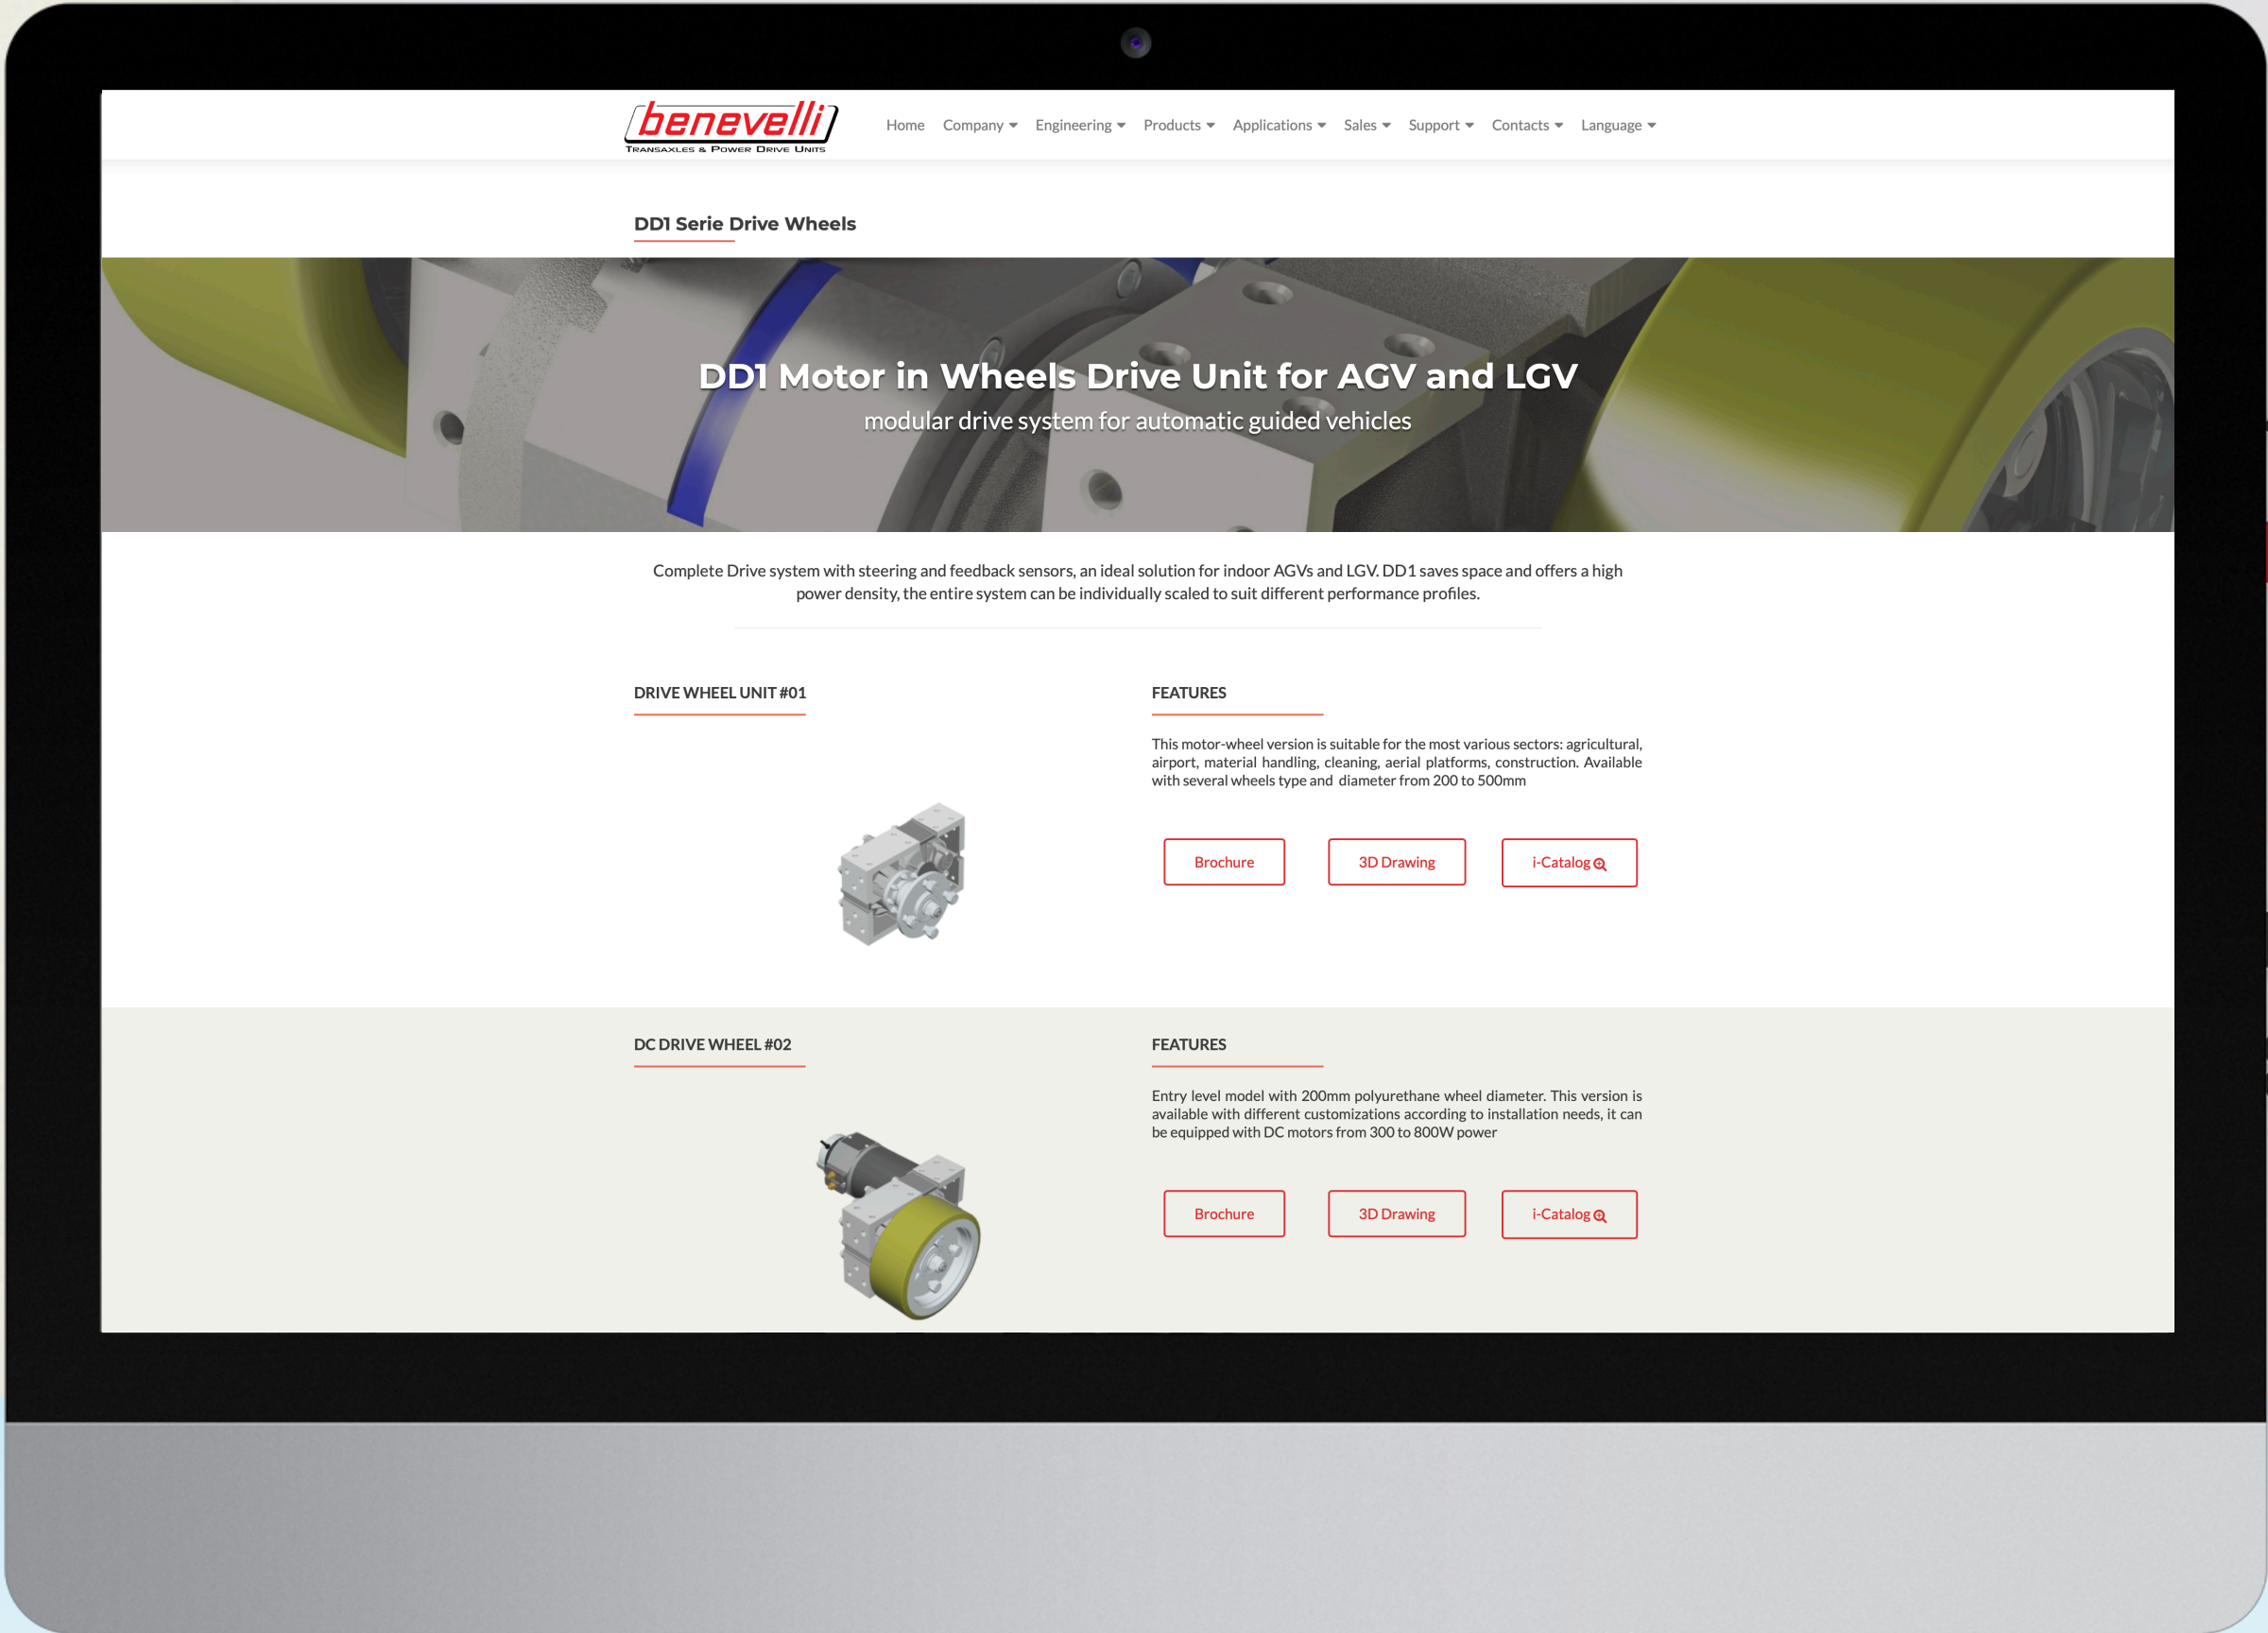 benevelli
Transaxles & Power Drive Units
Home Company Engineering Products Applications Sales Support Contacts Language
DD1 Serie Drive Wheels
DD1 Motor in Wheels Drive Unit for AGV and LGV
modular drive system for automatic guided vehicles
Complete Drive system with steering and feedback sensors, an ideal solution for indoor AGVs and LGV. DD1 saves space and offers a high
power density, the entire system can be individually scaled to suit different performance profiles.
DRIVE WHEEL UNIT #01
FEATURES
This motor-wheel version is suitable for the most various sectors: agricultural,
airport, material handling, cleaning, aerial platforms, construction. Available
with several wheels type and diameter from 200 to 500mm
Brochure 3D Drawing i-Catalog
DC DRIVE WHEEL #02
FEATURES
Entry level model with 200mm polyurethane wheel diameter. This version is
available with different customizations according to installation needs, it can
be equipped with DC motors from 300 to 800W power
Brochure 3D Drawing i-Catalog